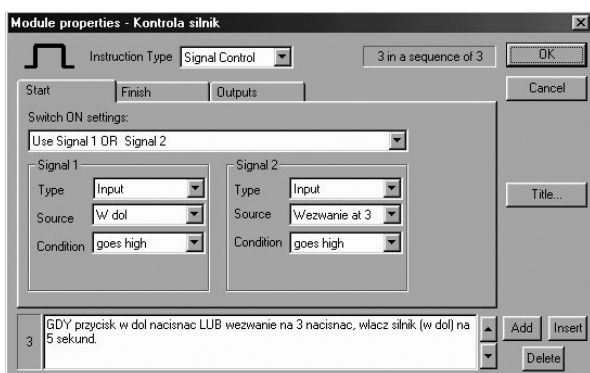 Module properties - Kontrola silnik
Instruction Type Signal Control 3 in a sequence of 3 OK
Start Finish Outputs Cancel
Switch ON settings:
Use Signal 1 OR Signal 2
Signal 1 Signal 2
Type Input Type Input Title...
Source W dol Source Wezwanie at 3
Condition goes high Condition goes high
3 GDY przycisk w dol nacisnac LUB wezwanie na 3 nacisnac, wlacz silnik (w dol) na Add Insert
5 sekund.
Delete